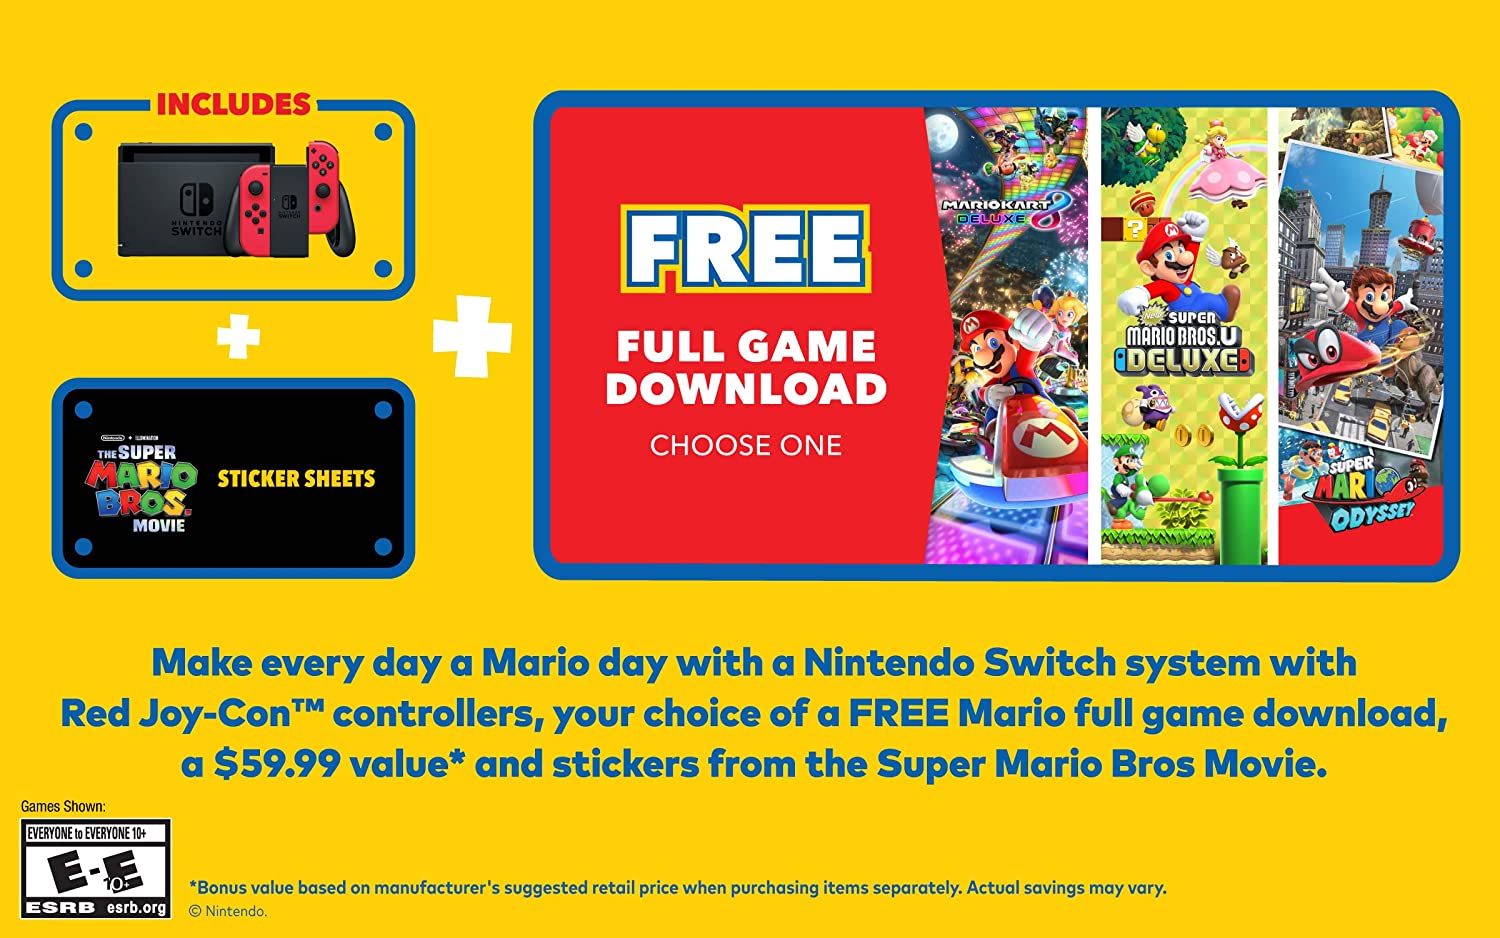 INCLUDES
NINTENDO
SWITCH
NINTENDO
SWITCH
+
Nintendo +
THE SUPER
MARIO
BROS.
MOVIE
STICKER SHEETS
+
FREE
FULL GAME
DOWNLOAD
CHOOSE ONE
MARIOKART 8
DELUXE
M
M
?
M
New SUPER
MARIO BROS. U
DELUXE
SUPER
MARIO
ODYSSEY
Make every day a Mario day with a Nintendo Switch system with
Red Joy-Con™ controllers, your choice of a FREE Mario full game download,
a $59.99 value* and stickers from the Super Mario Bros Movie.
Games Shown:
EVERYONE to EVERYONE 10+
E-E
10+
ESRB esrb.org
*Bonus value based on manufacturer's suggested retail price when purchasing items separately. Actual savings may vary.
© Nintendo.